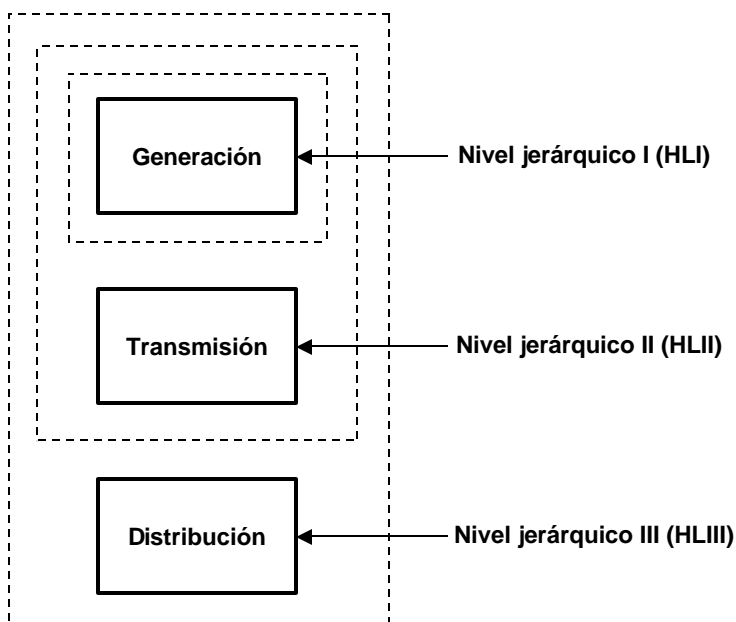 Generación
Nivel jerárquico I (HLI)
Transmisión
Nivel jerárquico II (HLII)
Distribución
Nivel jerárquico III (HLIII)